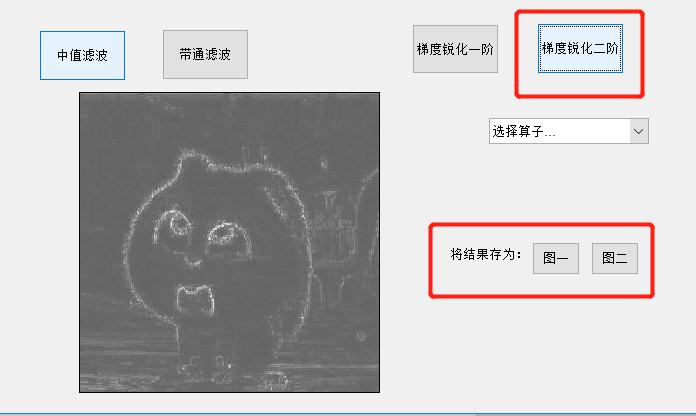 中值滤波
带通滤波
梯度锐化一阶
梯度锐化二阶
选择算子...
将结果存为：
图一
图二